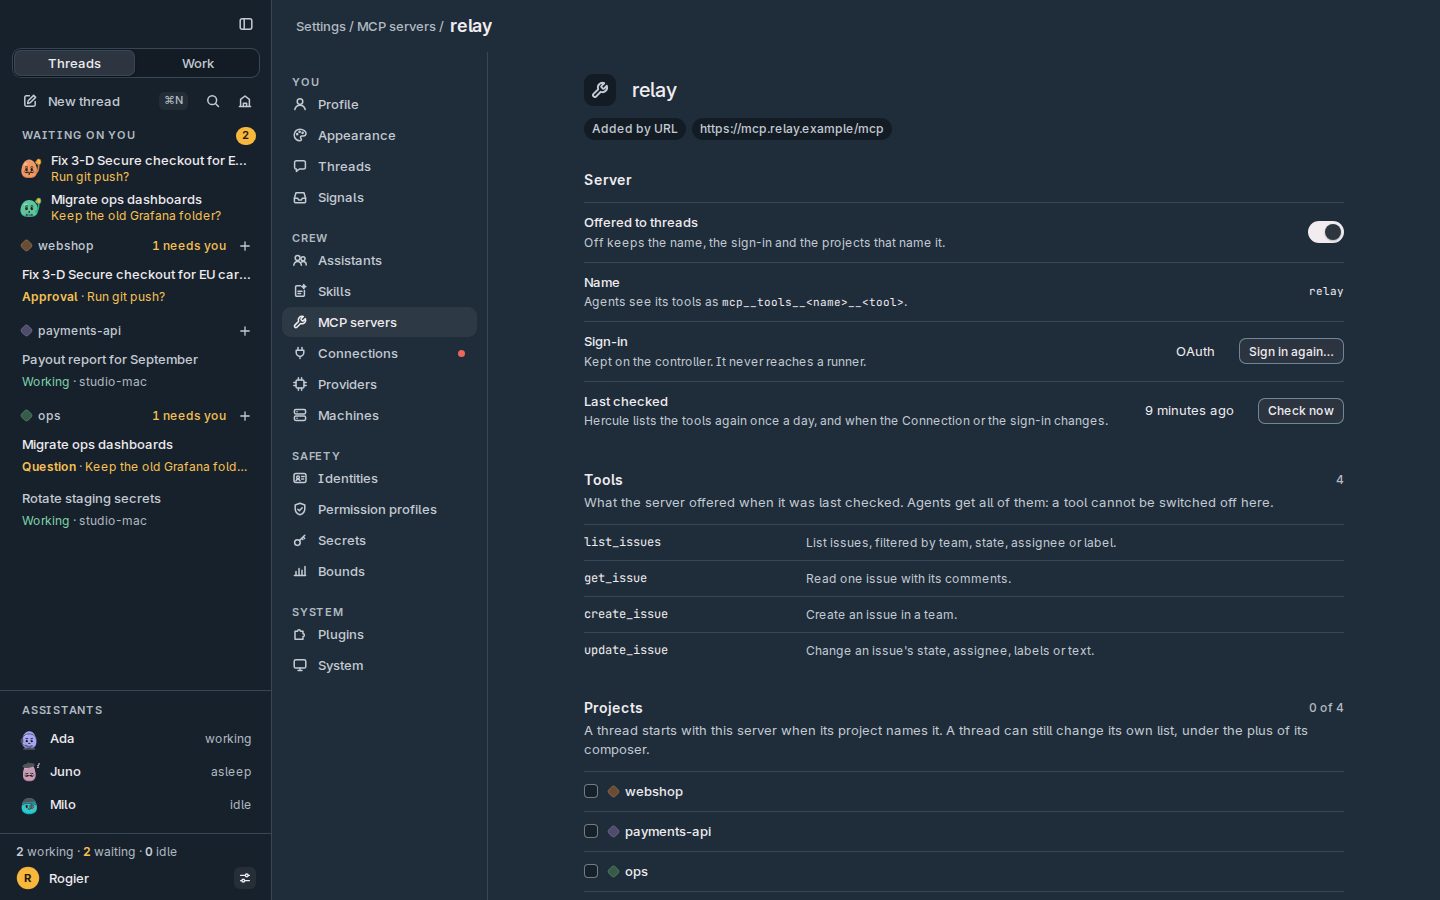 Threads
Work
New thread
⌘N
WAITING ON YOU
2
Fix 3-D Secure checkout for E...
Run git push?
Migrate ops dashboards
Keep the old Grafana folder?
webshop
1 needs you
Fix 3-D Secure checkout for EU car...
Approval · Run git push?
payments-api
Payout report for September
Working · studio-mac
ops
1 needs you
Migrate ops dashboards
Question · Keep the old Grafana fold...
Rotate staging secrets
Working · studio-mac
ASSISTANTS
Ada
working
Juno
asleep
Milo
idle
2 working · 2 waiting · 0 idle
R
Rogier
Settings / MCP servers / relay
YOU
Profile
Appearance
Threads
Signals
CREW
Assistants
Skills
MCP servers
Connections
Providers
Machines
SAFETY
Identities
Permission profiles
Secrets
Bounds
SYSTEM
Plugins
System
relay
Added by URL
https://mcp.relay.example/mcp
Server
Offered to threads
Off keeps the name, the sign-in and the projects that name it.
Name
Agents see its tools as mcp__tools__<name>__<tool>.
relay
Sign-in
Kept on the controller. It never reaches a runner.
OAuth
Sign in again...
Last checked
Hercule lists the tools again once a day, and when the Connection or the sign-in changes.
9 minutes ago
Check now
Tools
4
What the server offered when it was last checked. Agents get all of them: a tool cannot be switched off here.
list_issues
List issues, filtered by team, state, assignee or label.
get_issue
Read one issue with its comments.
create_issue
Create an issue in a team.
update_issue
Change an issue's state, assignee, labels or text.
Projects
0 of 4
A thread starts with this server when its project names it. A thread can still change its own list, under the plus of its
composer.
webshop
payments-api
ops